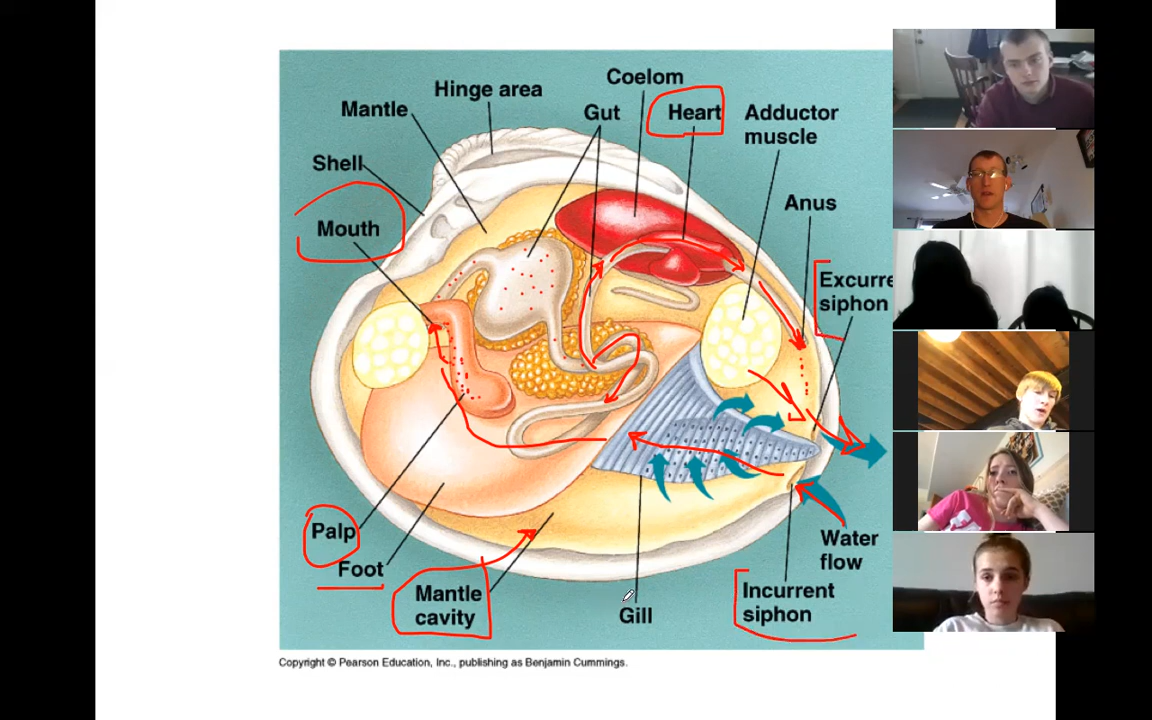 Coelom
Hinge area
Mantle
Gut
Heart
Adductor
muscle
Shell
Anus
Mouth
Excurre
siphon
Palp
Foot
Mantle
cavity
Gill
Water
flow
Incurrent
siphon
Copyright © Pearson Education, Inc., publishing as Benjamin Cummings.